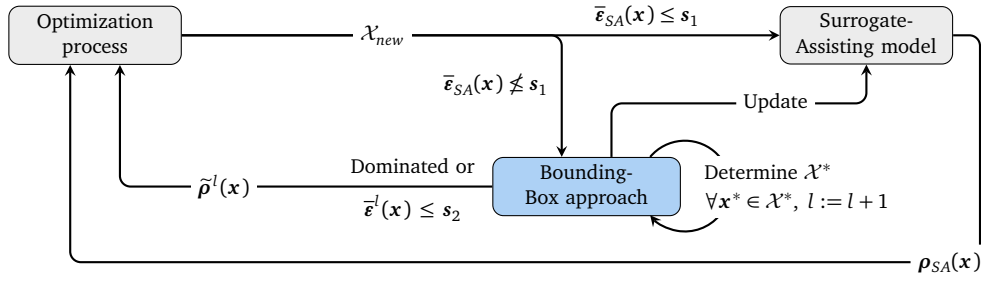 Optimization
process
𝒳_new
ε̅_SA(x) ≤ s₁
Surrogate-
Assisting model
ε̅_SA(x) ≰ s₁
Update
Dominated or
ε̅^l(x) ≤ s₂
ρ̃^l(x)
Bounding-
Box approach
Determine 𝒳*
∀x* ∈ 𝒳*, l := l + 1
ρ_SA(x)